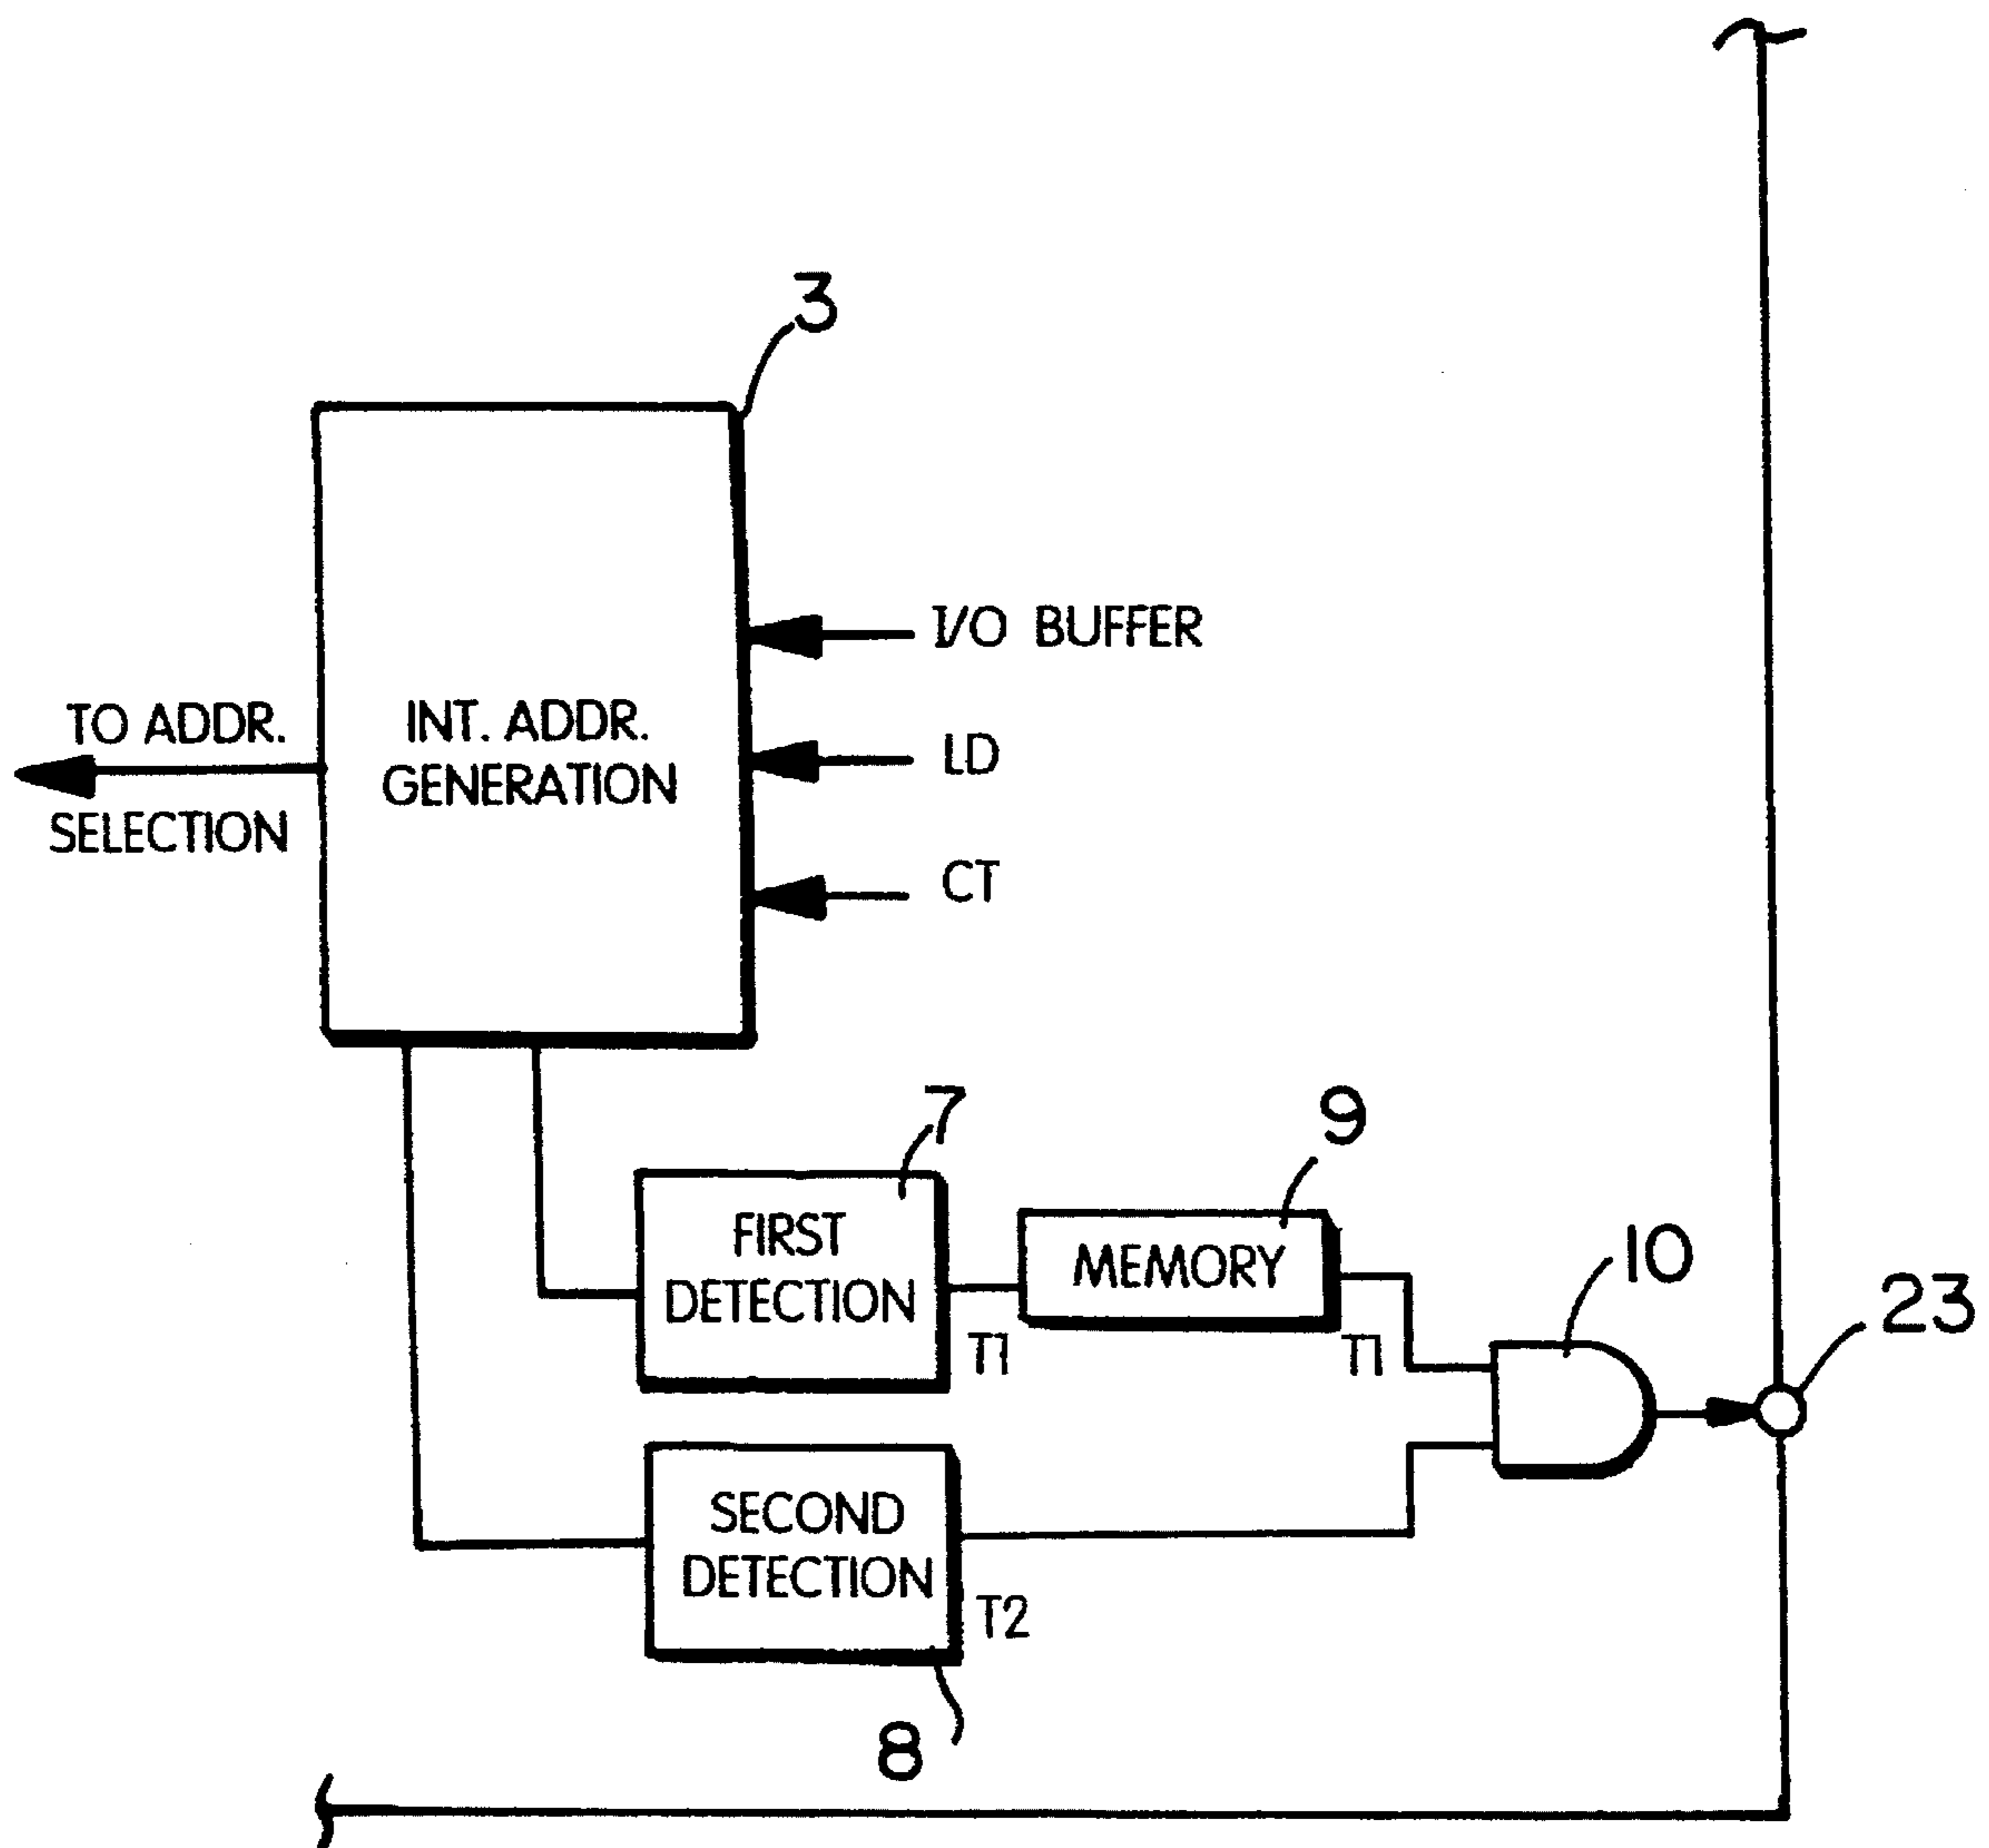 3
I/O BUFFER
TO ADDR.
SELECTION
INT. ADDR.
GENERATION
LD
CT
7
9
FIRST
DETECTION
T1
MEMORY
T1
10
23
SECOND
DETECTION
T2
8